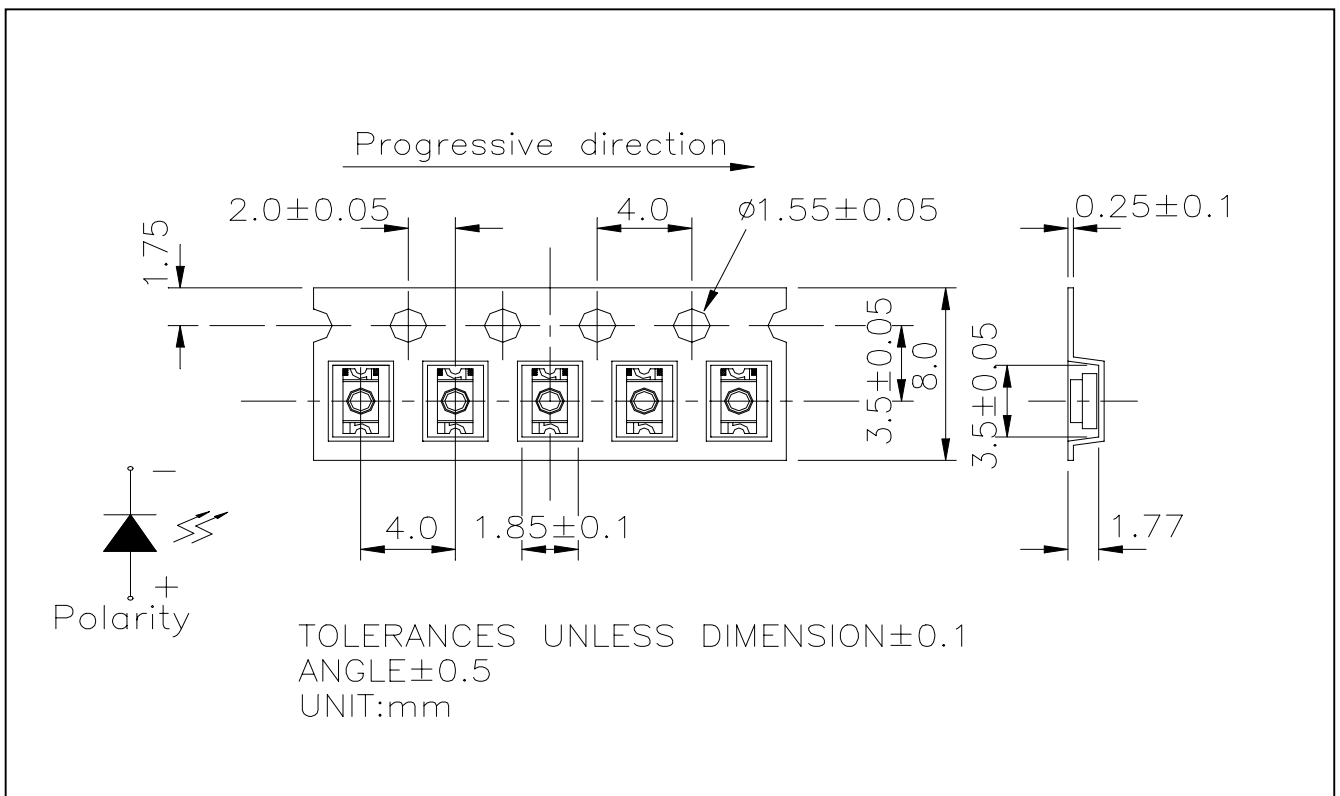 Progressive direction
2.0±0.05
4.0
ø1.55±0.05
0.25±0.1
1.75
3.5±0.05
8.0
3.5±0.05
−
4.0
1.85±0.1
1.77
+
Polarity
TOLERANCES UNLESS DIMENSION±0.1
ANGLE±0.5
UNIT:mm